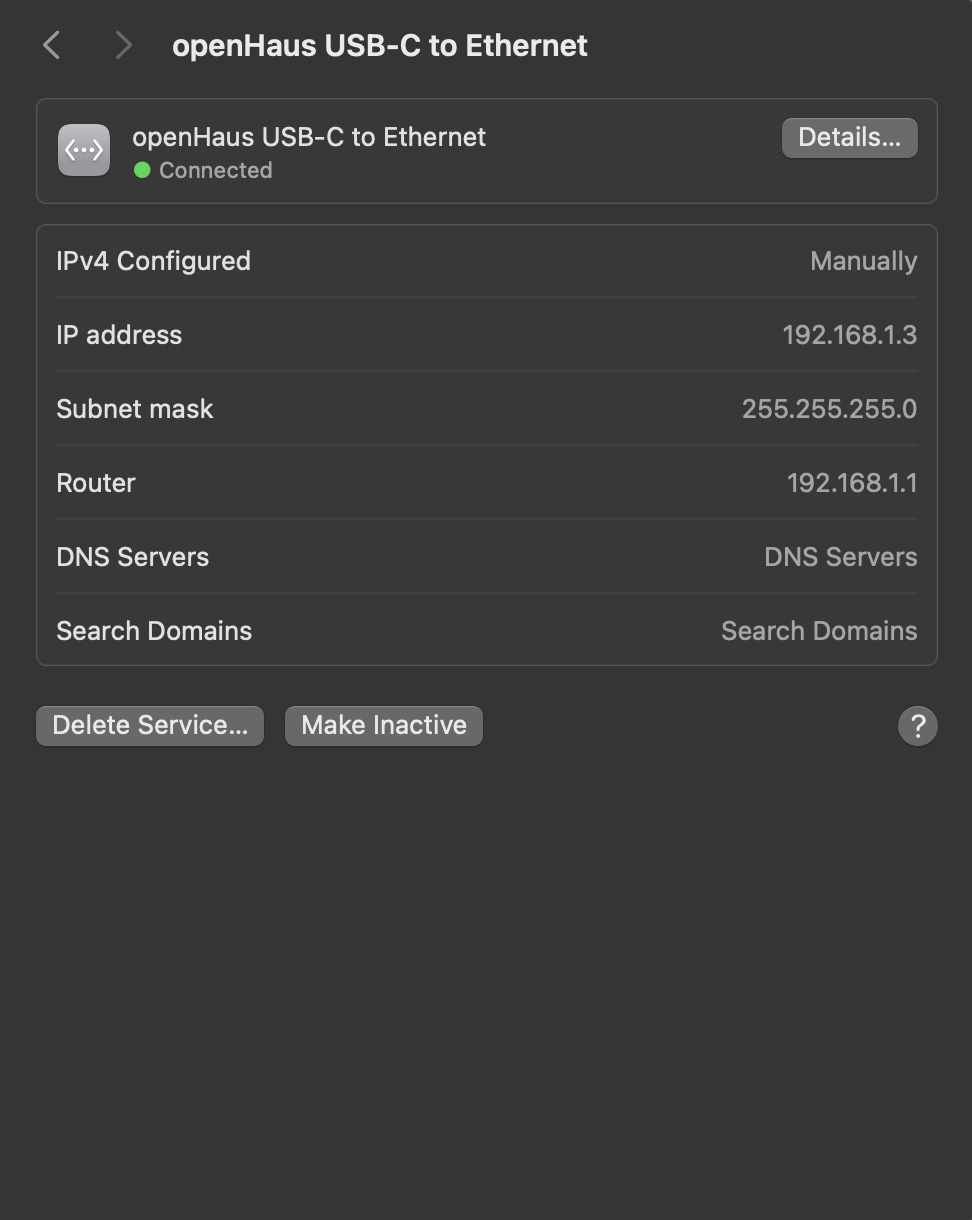 openHaus USB-C to Ethernet
openHaus USB-C to Ethernet
Details...
Connected
IPv4 Configured Manually
IP address 192.168.1.3
Subnet mask 255.255.255.0
Router 192.168.1.1
DNS Servers DNS Servers
Search Domains Search Domains
Delete Service... Make Inactive ?